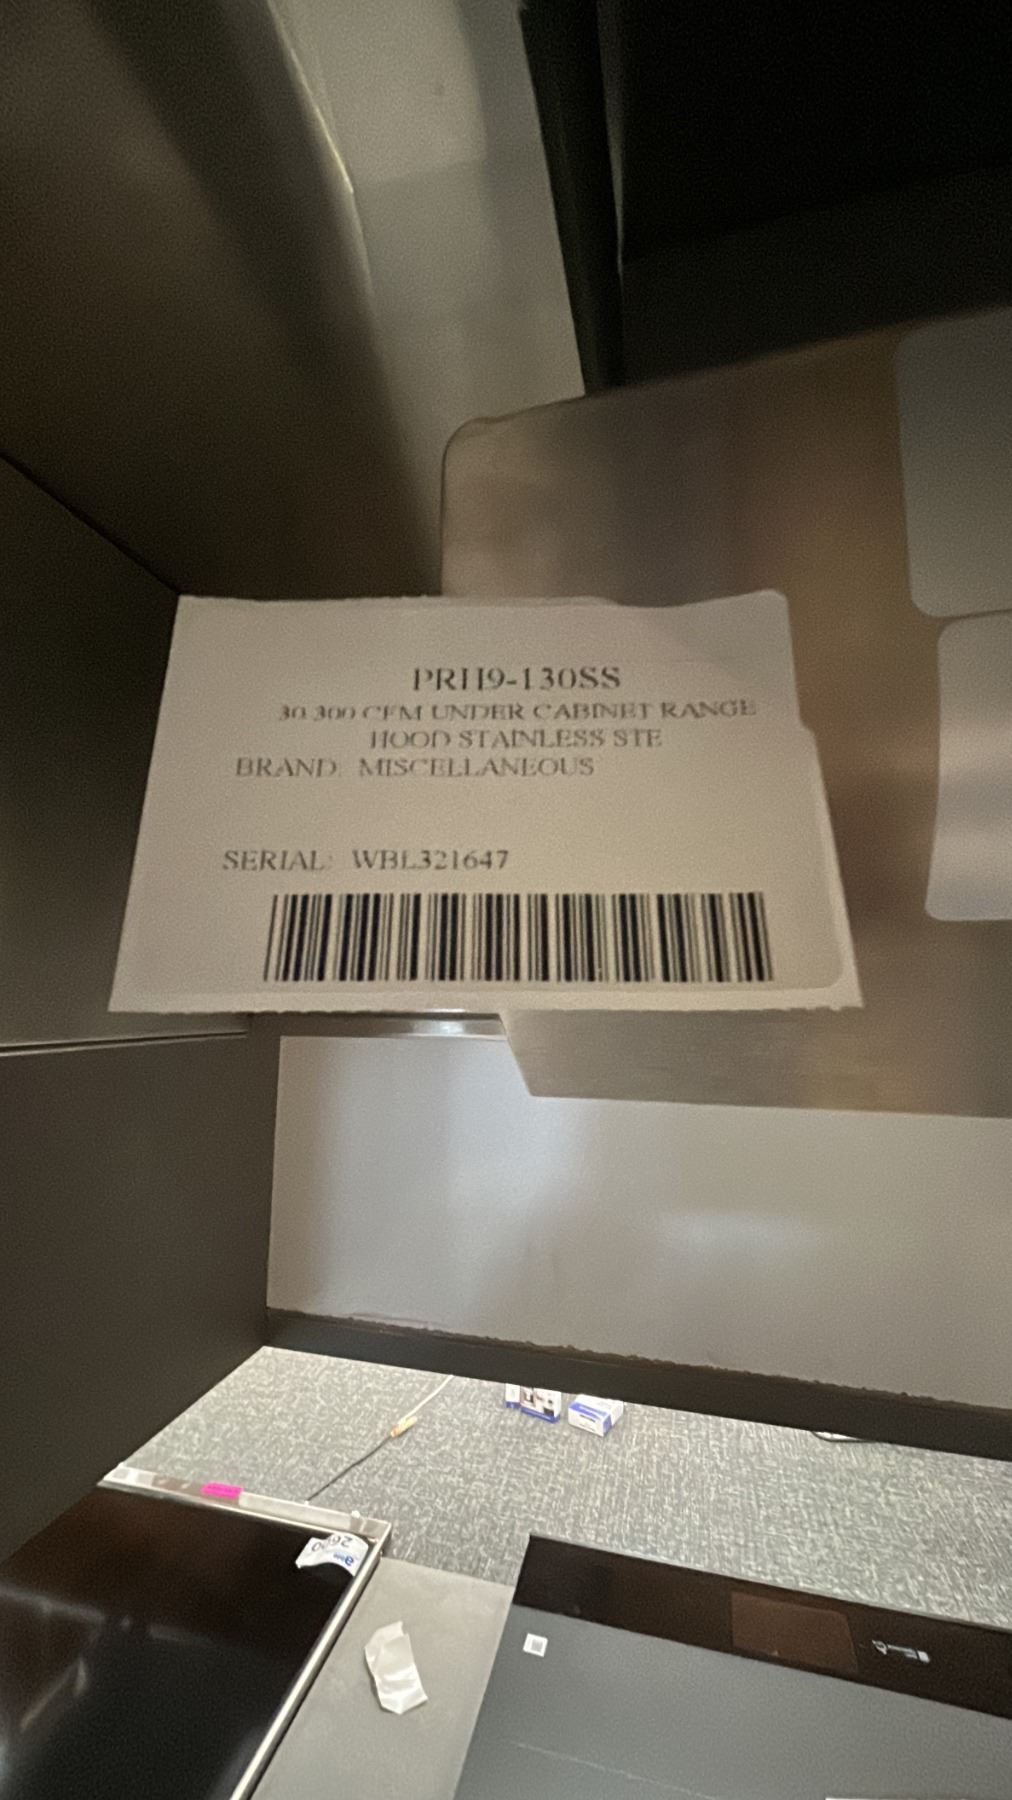 PRH9-130SS
30 300 CFM UNDER CABINET RANGE
HOOD STAINLESS STE
BRAND: MISCELLANEOUS
SERIAL: WBL321647